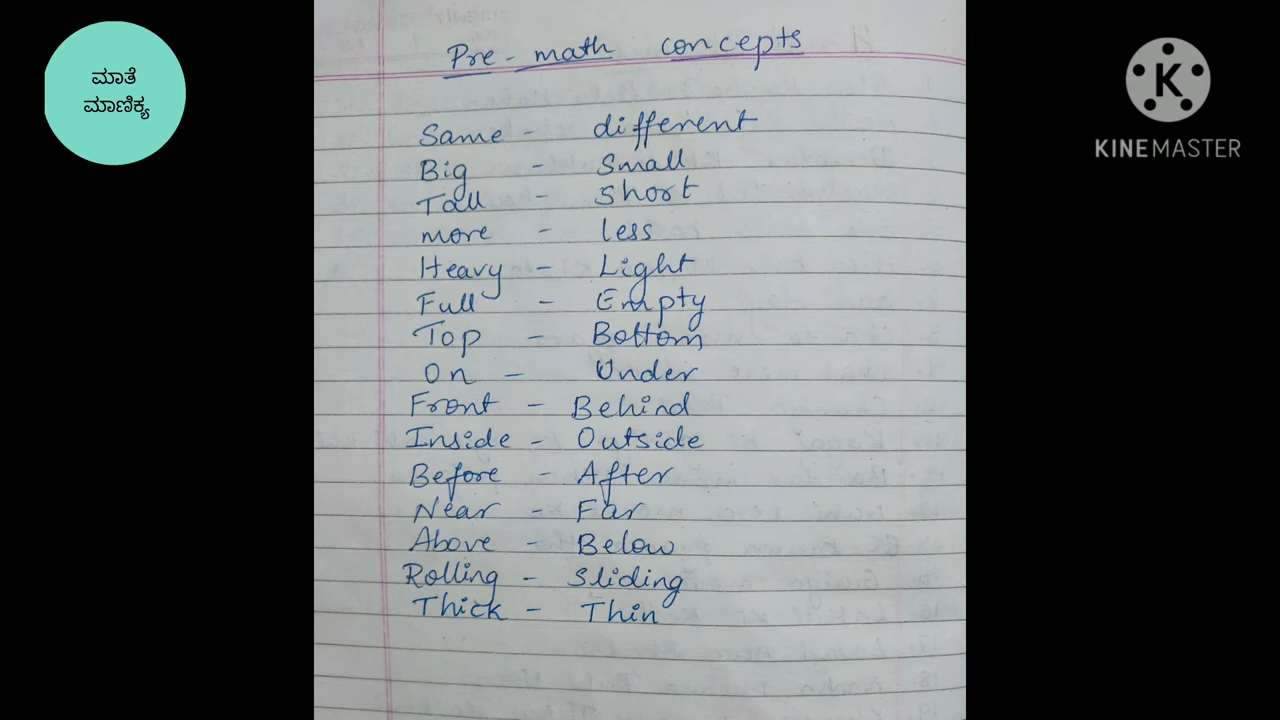 ಮಾತೆ
ಮಾಣಿಕ್ಯ
KINEMASTER
Pre - math concepts
Same - different
Big - Small
Tall - Short
more - less
Heavy - Light
Full - Empty
Top - Bottom
On - Under
Front - Behind
Inside - Outside
Before - After
Near - Far
Above - Below
Rolling - Sliding
Thick - Thin